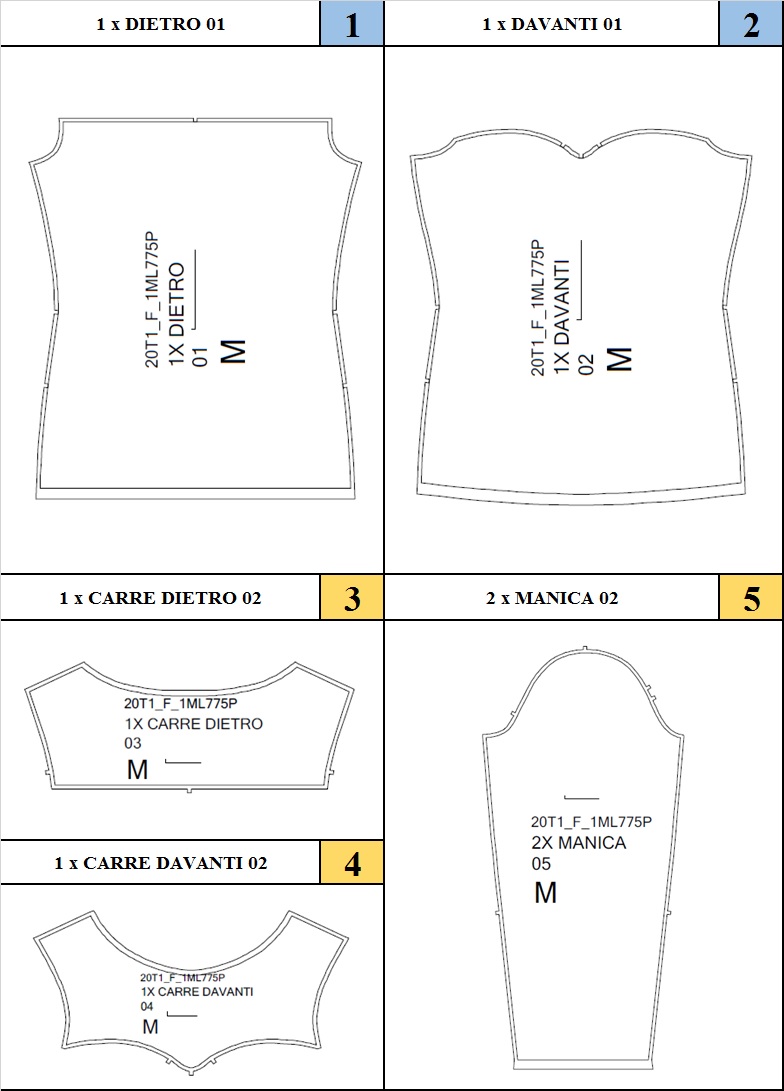 1 x DIETRO 01
1
1 x DAVANTI 01
2
20T1_F_1ML775P
1X DIETRO
01
M
20T1_F_1ML775P
1X DAVANTI
02
M
1 x CARRE DIETRO 02
3
2 x MANICA 02
5
20T1_F_1ML775P
1X CARRE DIETRO
03
M
20T1_F_1ML775P
2X MANICA
05
M
1 x CARRE DAVANTI 02
4
20T1_F_1ML775P
1X CARRE DAVANTI
04
M